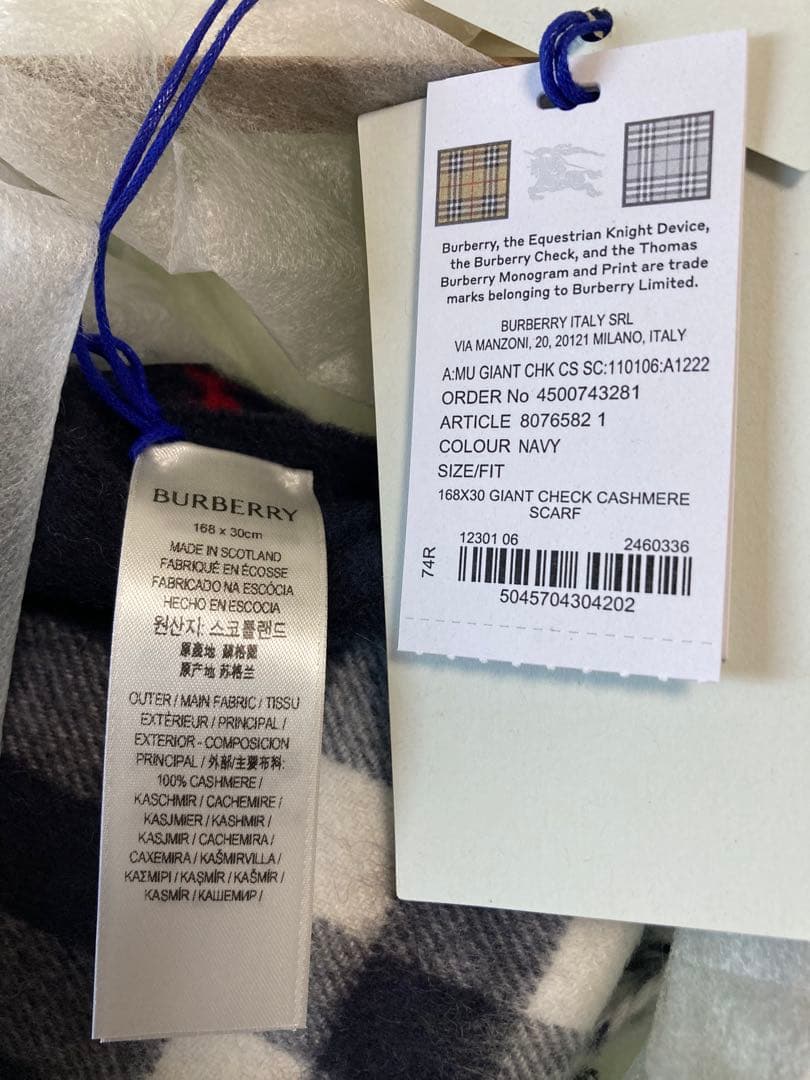 Burberry, the Equestrian Knight Device,
the Burberry Check, and the Thomas
Burberry Monogram and Print are trade
marks belonging to Burberry Limited.
BURBERRY ITALY SRL
VIA MANZONI, 20, 20121 MILANO, ITALY
A:MU GIANT CHK CS SC:110106:A1222
ORDER No 4500743281
ARTICLE 8076582 1
COLOUR NAVY
SIZE/FIT
168X30 GIANT CHECK CASHMERE
SCARF
74R
12301 06 2460336
5045704304202
BURBERRY
168 x 30cm
MADE IN SCOTLAND
FABRIQUÉ EN ÉCOSSE
FABRICADO NA ESCÓCIA
HECHO EN ESCOCIA
원산지: 스코틀랜드
原產地 蘇格蘭
原产地 苏格兰
OUTER / MAIN FABRIC / TISSU
EXTÉRIEUR / PRINCIPAL /
EXTERIOR - COMPOSICIÓN
PRINCIPAL / 外部/主要布料:
100% CASHMERE /
KASCHMIR / CACHEMIRE /
KASJMIER / KASHMIR /
KASJMIR / CACHEMIRA /
CAXEMIRA / KAŠMIRVILLA /
ΚΑΣΜΙΡΙ / KAŞMİR / KAŠMIR /
KAŠMÍR / КАШЕМИР /